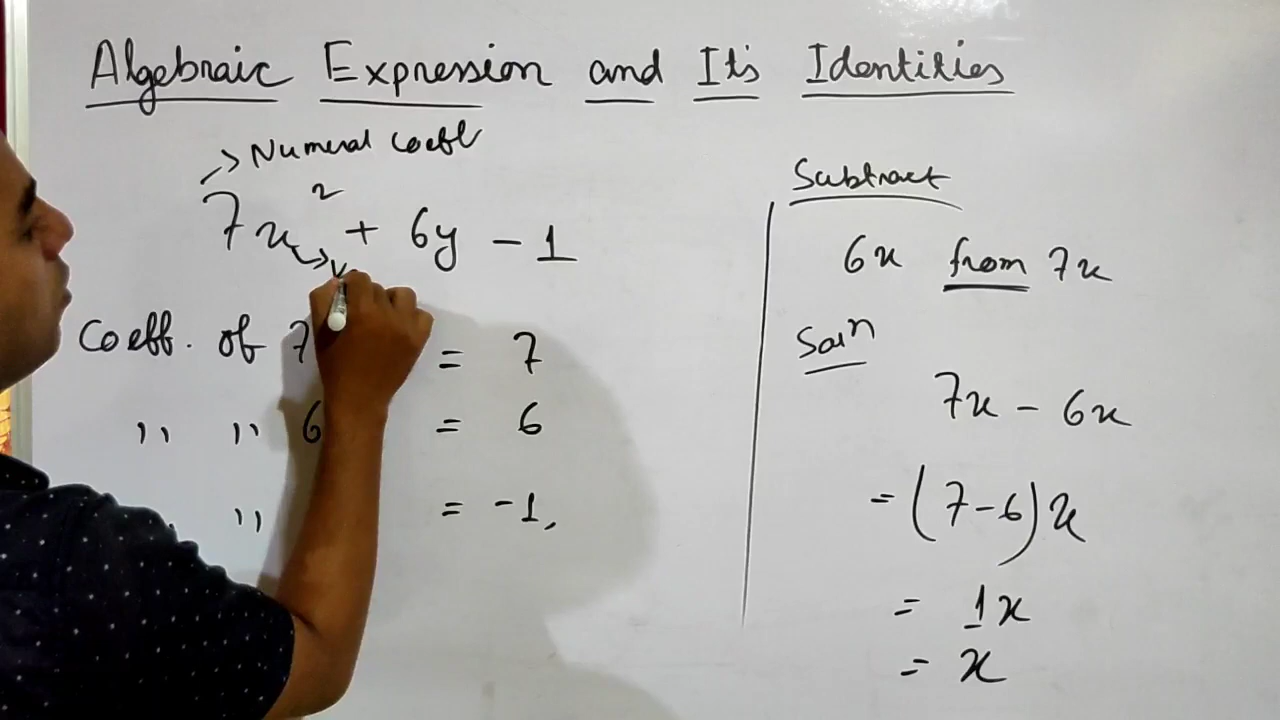 Algebraic Expression and Its Identities
Numeral coeff
7x² + 6y - 1
Coeff. of 7 = 7
,, ,, 6 = 6
,, ,, = -1,
Subtract
6x from 7x
Solⁿ
7x - 6x
= (7-6)x
= 1x
= x